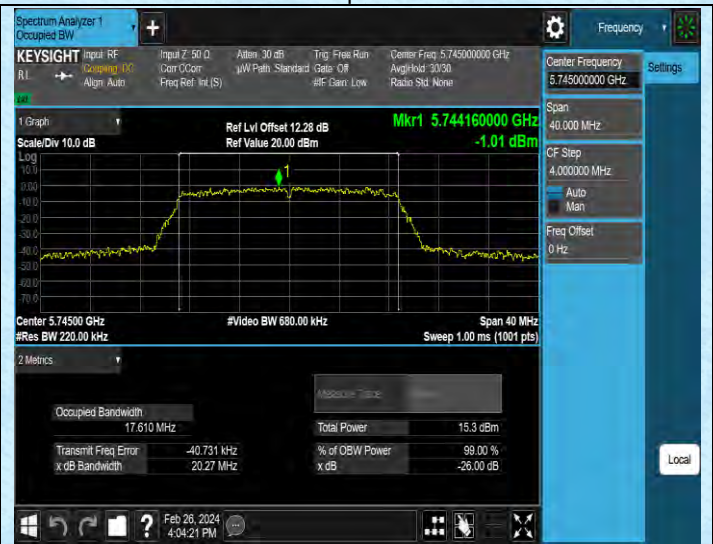 Spectrum Analyzer 1
Occupied BW
+
Frequency
KEYSIGHT
Input: RF
Coupling: DC
Align: Auto
RL
Input Z: 50 Ω
Corr CCorr
Freq Ref: Int (S)
Atten: 30 dB
µW Path: Standard
Trig: Free Run
Gate: Off
#IF Gain: Low
Center Freq: 5.745000000 GHz
Avg|Hold: 30/30
Radio Std: None
Center Frequency
5.745000000 GHz
Settings
Span
40.000 MHz
CF Step
4.000000 MHz
Auto
Man
Freq Offset
0 Hz
1 Graph
Scale/Div 10.0 dB
Ref Lvl Offset 12.28 dB
Ref Value 20.00 dBm
Mkr1 5.744160000 GHz
-1.01 dBm
Log
10.0
0.00
-10.0
-20.0
-30.0
-40.0
-50.0
-60.0
-70.0
1
Center 5.74500 GHz
#Res BW 220.00 kHz
#Video BW 680.00 kHz
Span 40 MHz
Sweep 1.00 ms (1001 pts)
2 Metrics
Measure Trace
Occupied Bandwidth
17.610 MHz
Total Power 15.3 dBm
Transmit Freq Error -40.731 kHz
% of OBW Power 99.00 %
x dB Bandwidth 20.27 MHz
x dB -26.00 dB
Local
?
Feb 26, 2024
4:04:21 PM